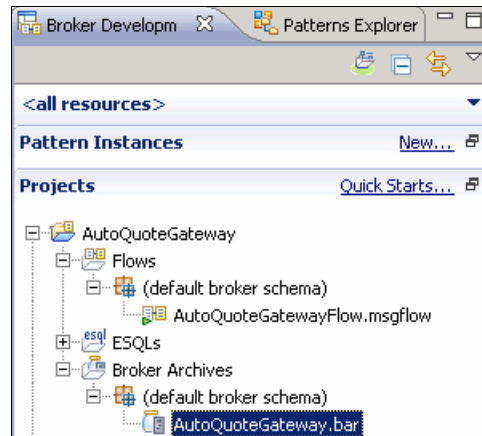 Broker Developm
Patterns Explorer
<all resources>
Pattern Instances New...
Projects Quick Starts...
AutoQuoteGateway
Flows
(default broker schema)
AutoQuoteGatewayFlow.msgflow
esql ESQLs
Broker Archives
(default broker schema)
AutoQuoteGateway.bar